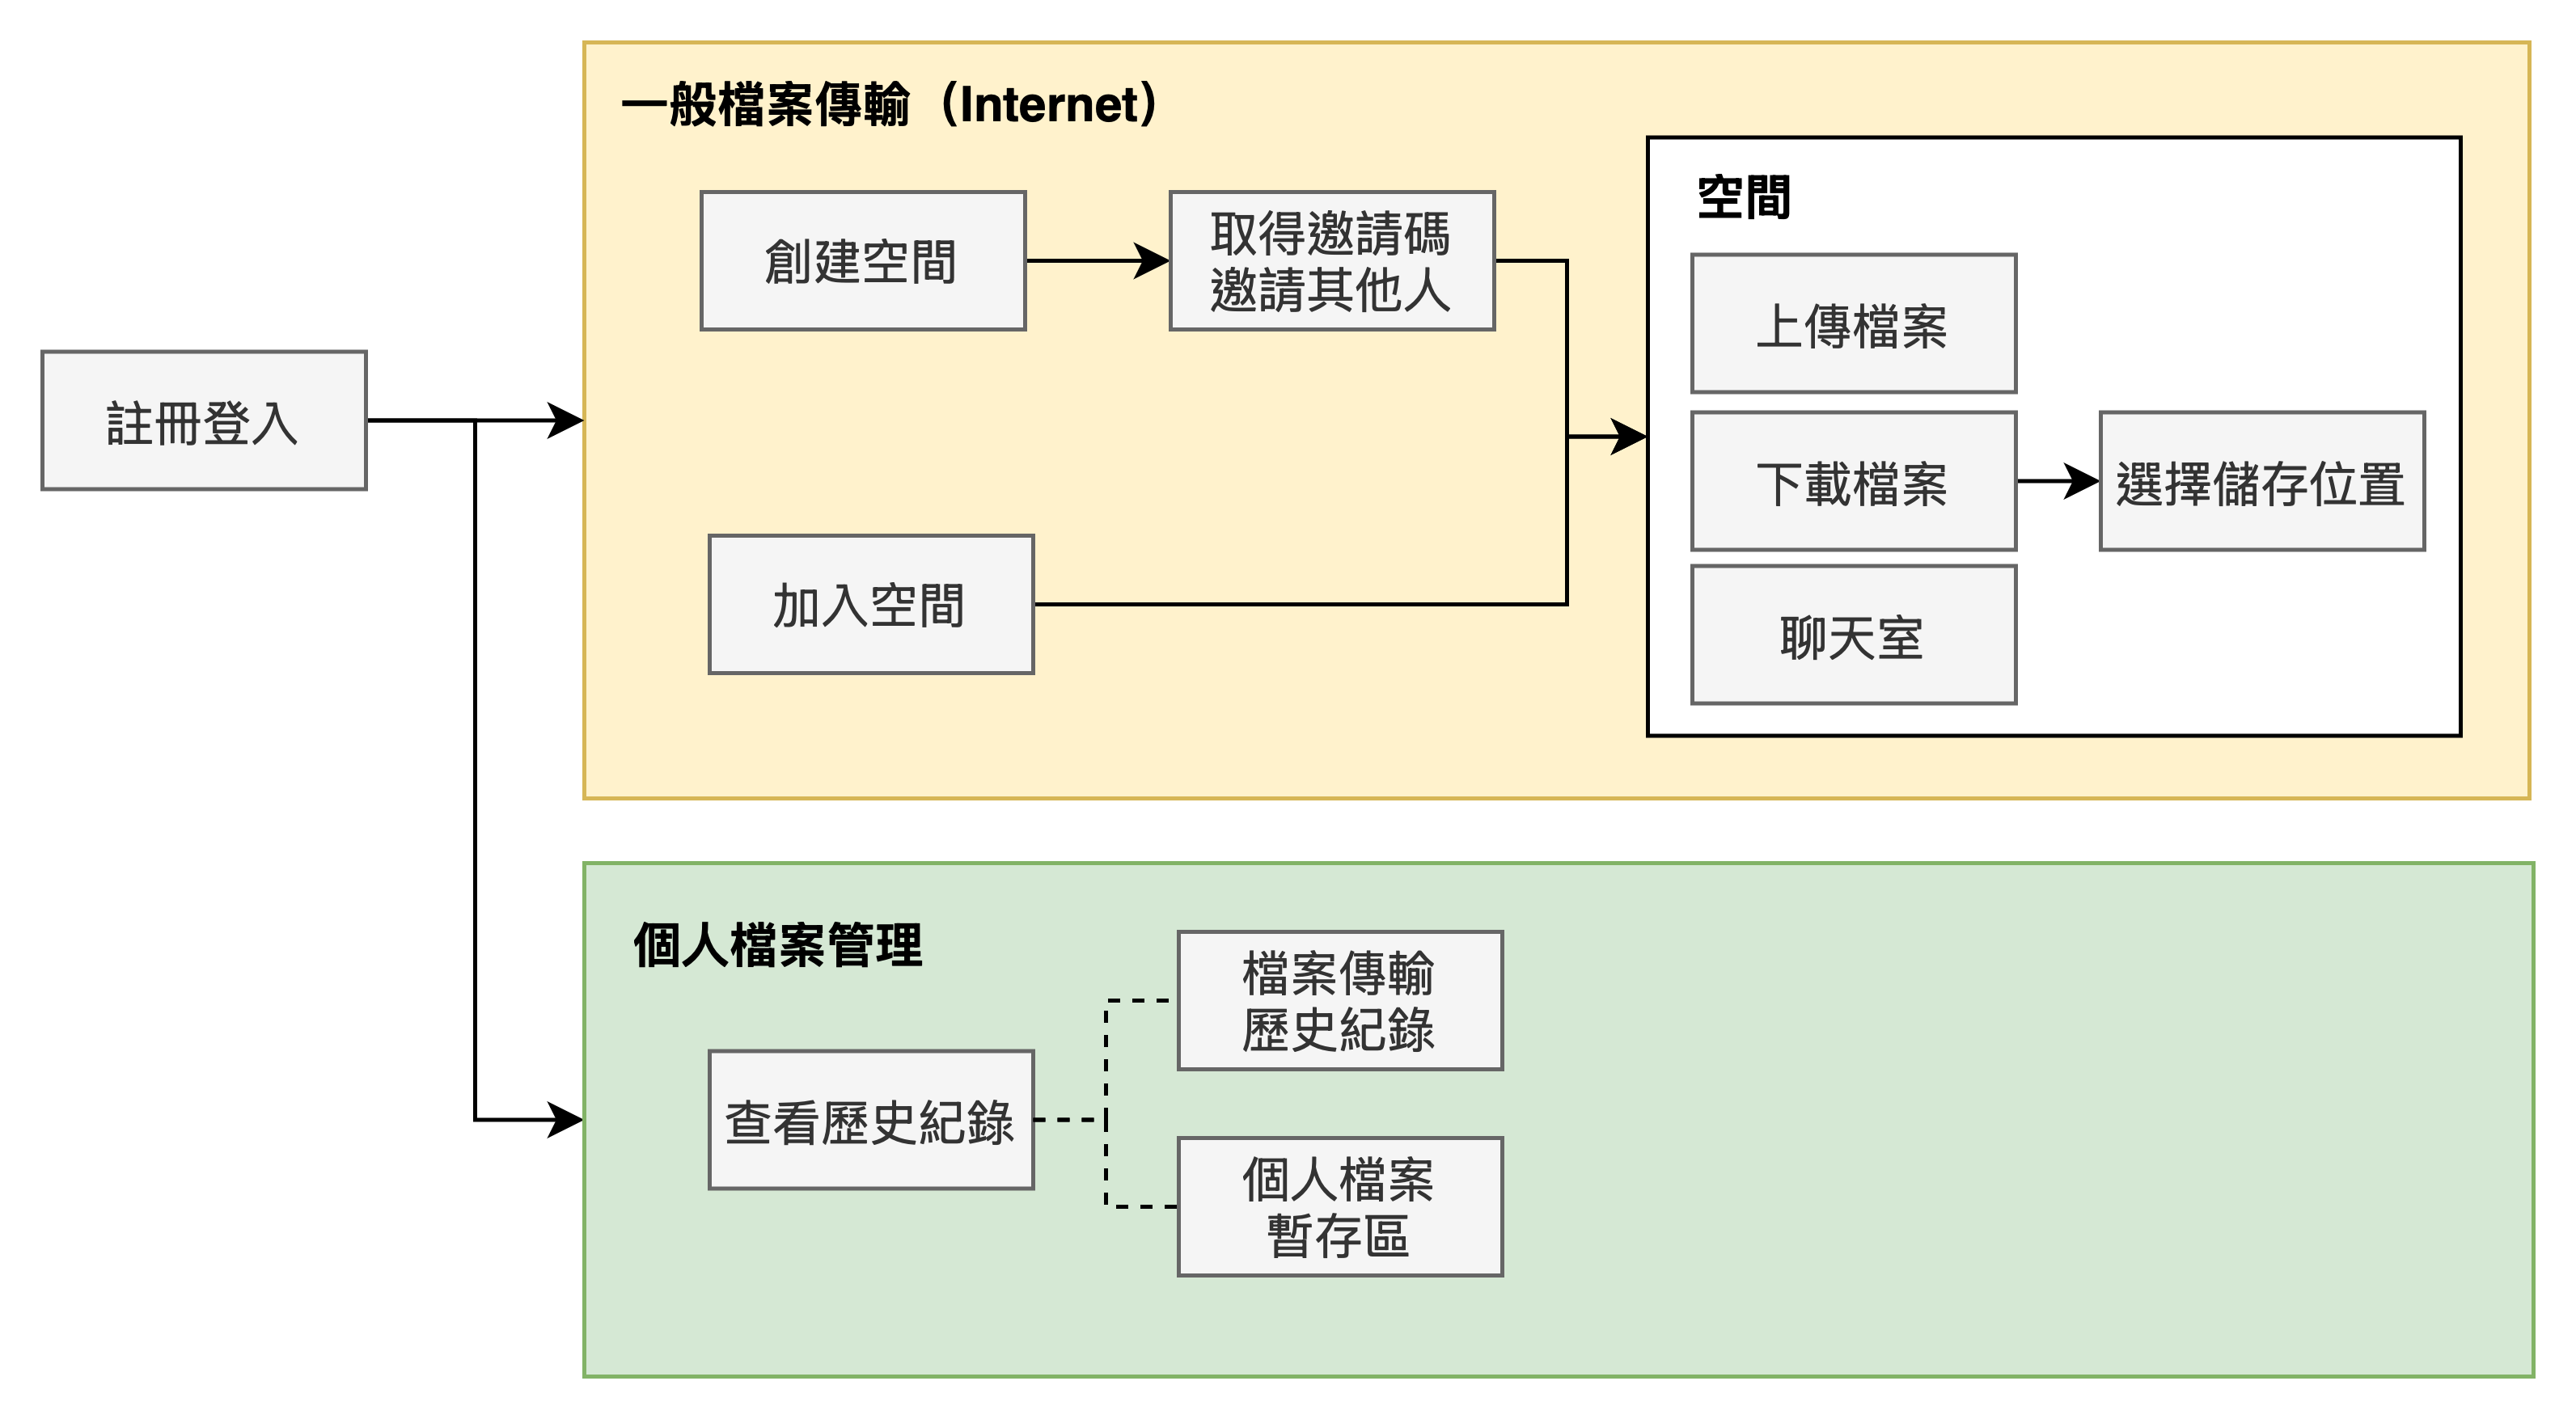 一般檔案傳輸（Internet）
空間
創建空間
取得邀請碼
邀請其他人
上傳檔案
註冊登入
下載檔案
選擇儲存位置
加入空間
聊天室
個人檔案管理
檔案傳輸
歷史紀錄
查看歷史紀錄
個人檔案
暫存區